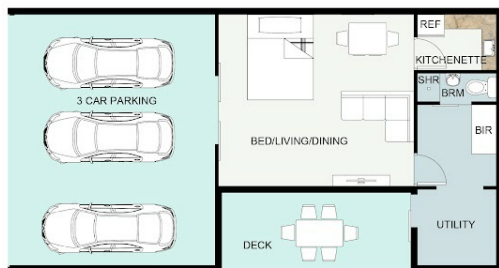 REF
KITCHENETTE
SHR
BRM
3 CAR PARKING
BIR
BED/LIVING/DINING
UTILITY
DECK